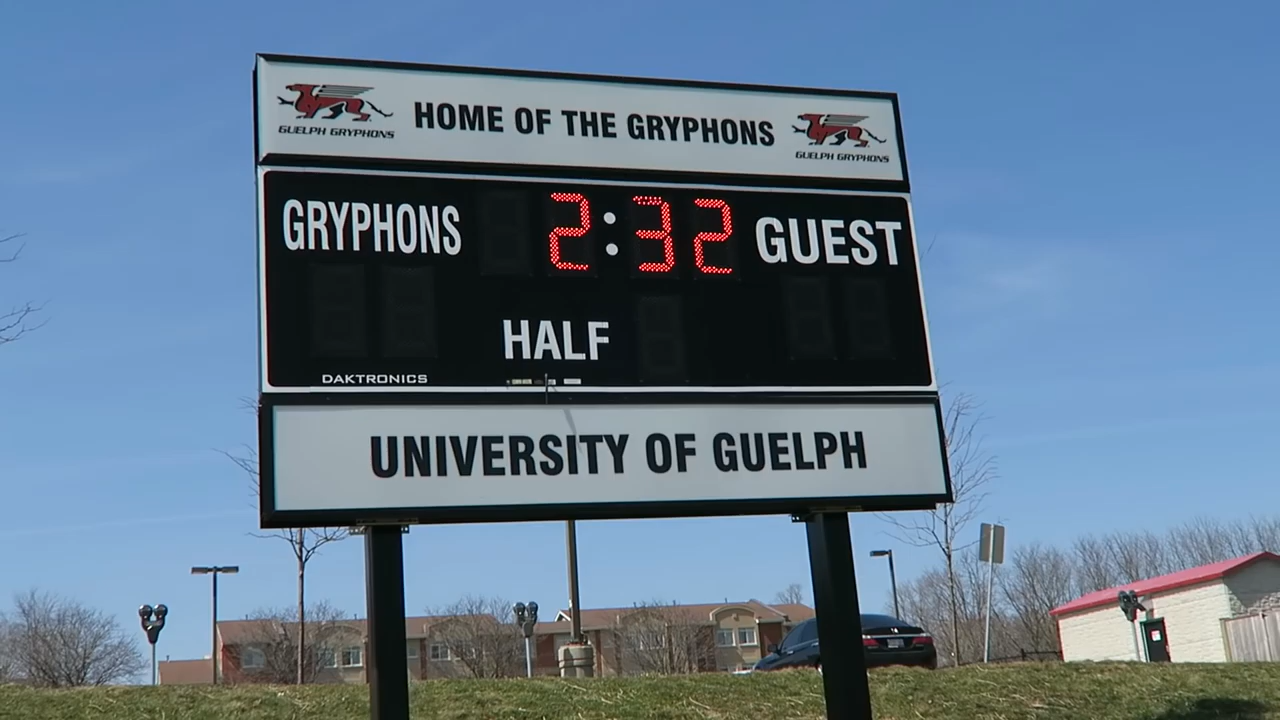 HOME OF THE GRYPHONS
GUELPH GRYPHONS
GUELPH GRYPHONS
GRYPHONS
2:32
GUEST
HALF
DAKTRONICS
UNIVERSITY OF GUELPH